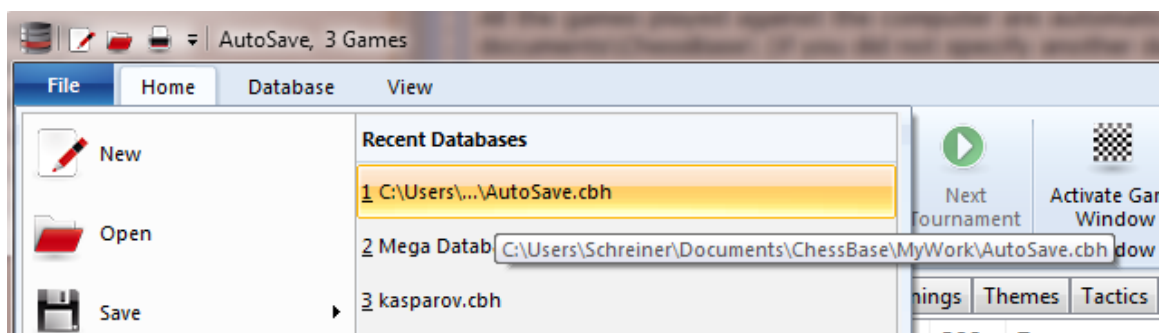 AutoSave, 3 Games
File Home Database View
New
Open
Save
Recent Databases
1 C:\Users\...\AutoSave.cbh
2 Mega Datab
C:\Users\Schreiner\Documents\ChessBase\MyWork\AutoSave.cbh
3 kasparov.cbh
Next
Tournament
Activate Gar
Window
dow
nings Themes Tactics